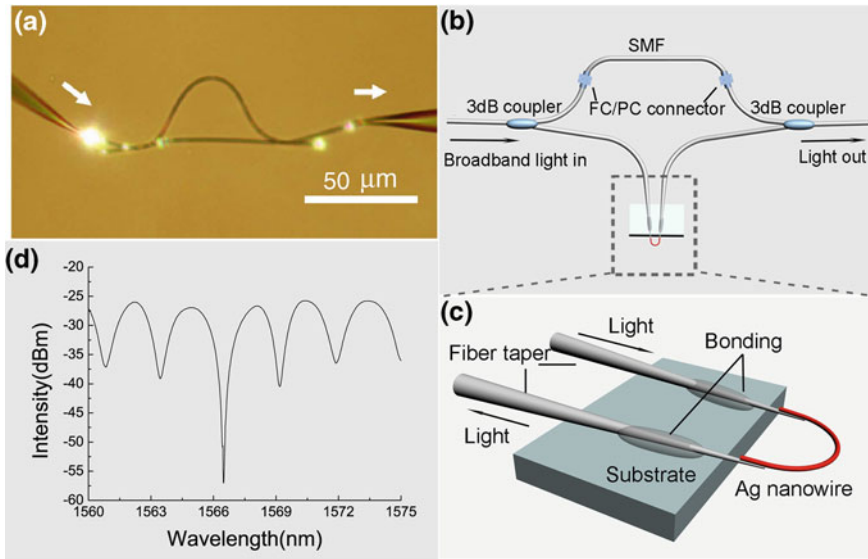 (a)
50 μm
(b)
SMF
3dB coupler
FC/PC connector
3dB coupler
Broadband light in
Light out
(d)
-20
-25
-30
-35
-40
-45
-50
-55
-60
Intensity(dBm)
1560
1563
1566
1569
1572
1575
Wavelength(nm)
(c)
Light
Bonding
Fiber taper
Light
Substrate
Ag nanowire